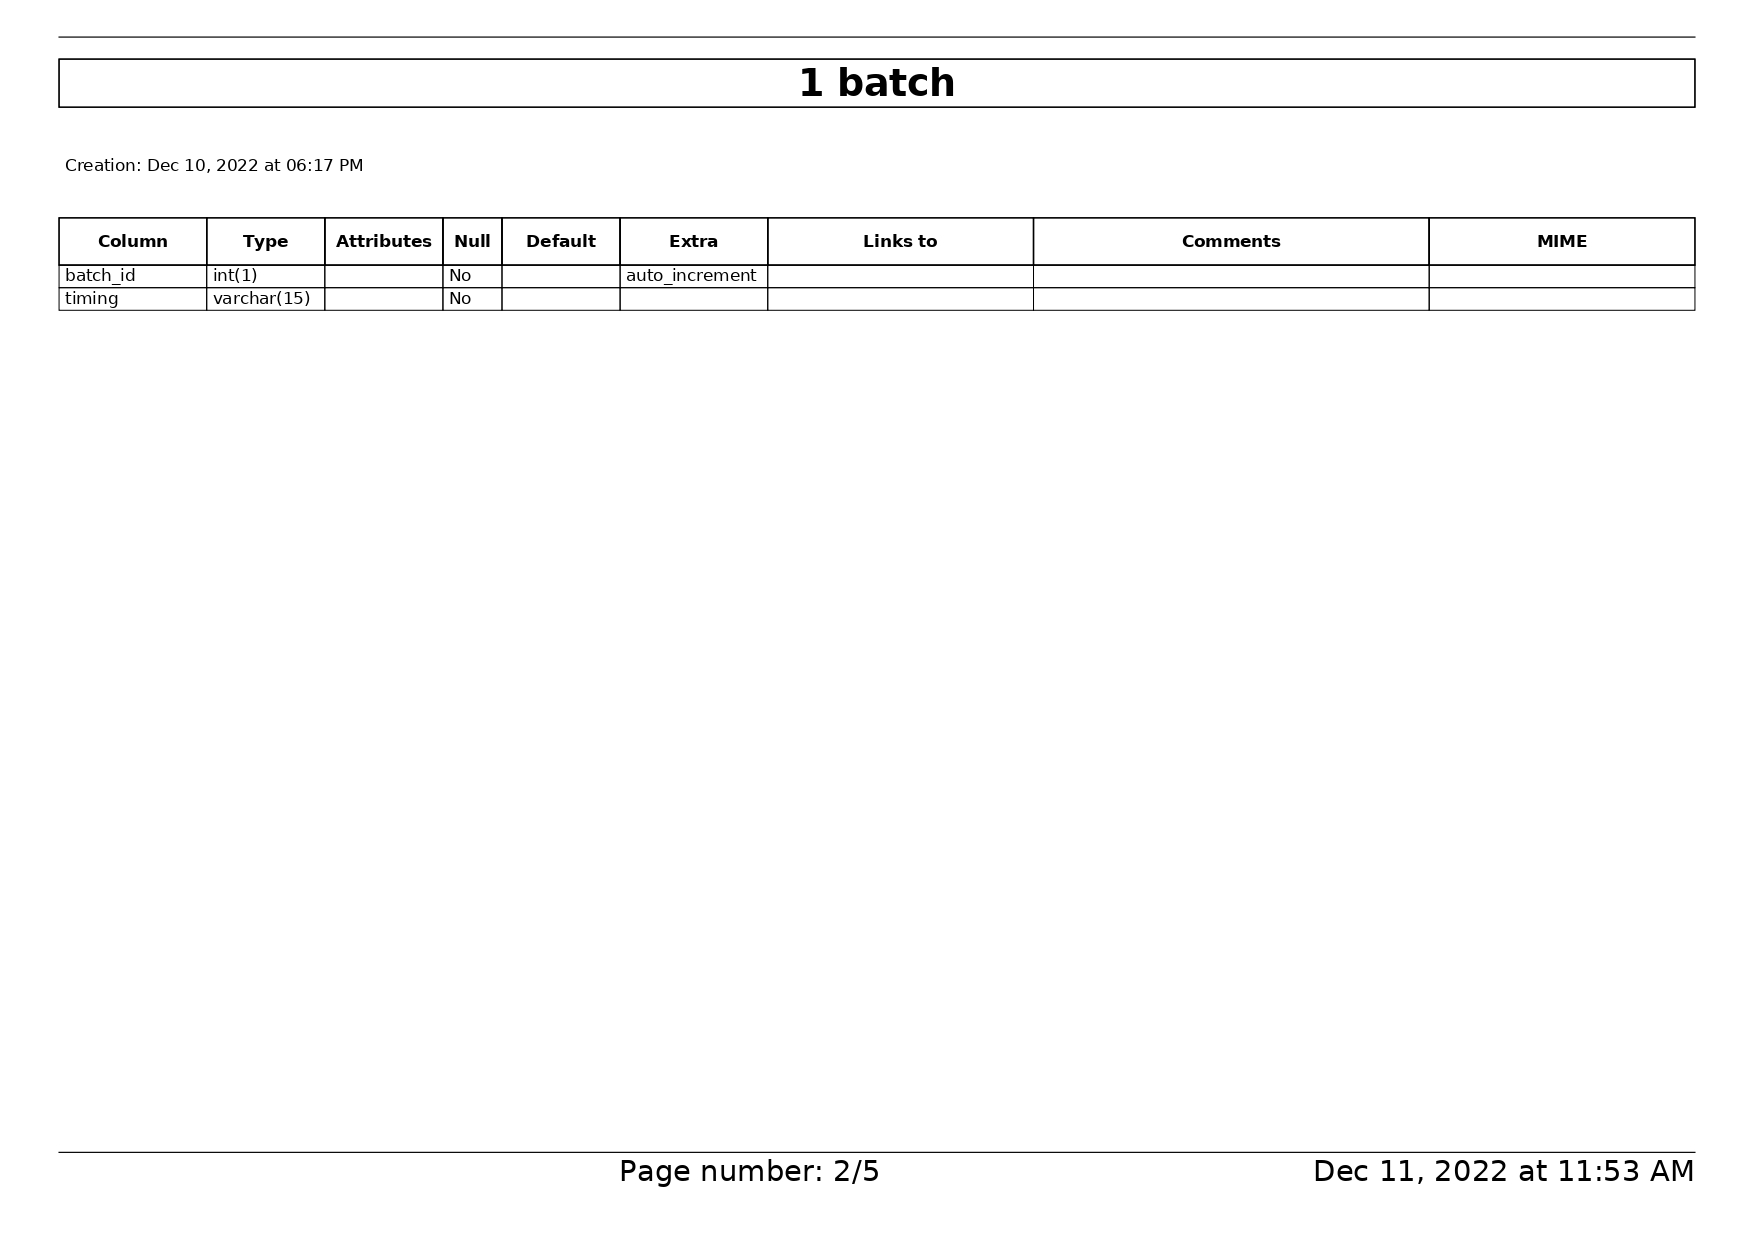 1 batch
Creation: Dec 10, 2022 at 06:17 PM
Column Type Attributes Null Default Extra Links to Comments MIME
batch_id int(1) No auto_increment
timing varchar(15) No
Page number: 2/5 Dec 11, 2022 at 11:53 AM